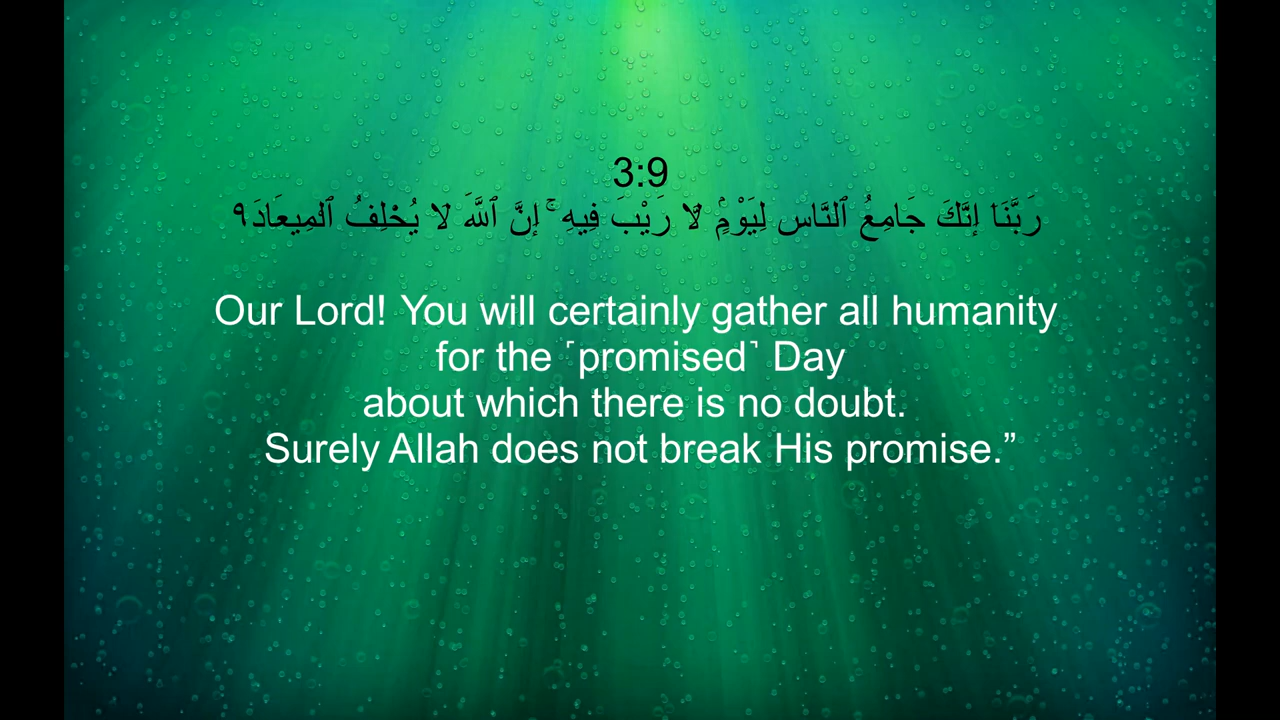 3:9
رَبَّنَآ إِنَّكَ جَامِعُ ٱلنَّاسِ لِيَوْمٍۢ لَّا رَيْبَ فِيهِ ۚ إِنَّ ٱللَّهَ لَا يُخْلِفُ ٱلْمِيعَادَ٩
Our Lord! You will certainly gather all humanity
for the ˹promised˺ Day
about which there is no doubt.
Surely Allah does not break His promise.”